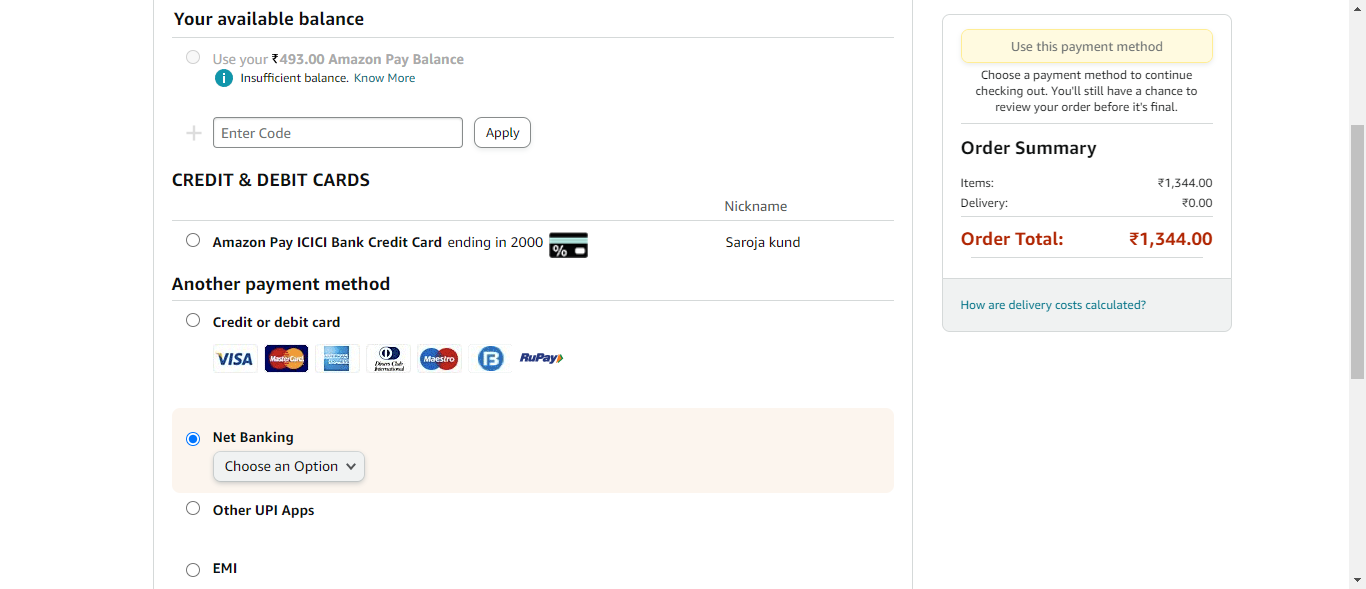 Your available balance
Use your ₹493.00 Amazon Pay Balance
i Insufficient balance. Know More
Enter Code
Apply
CREDIT & DEBIT CARDS
Nickname
Amazon Pay ICICI Bank Credit Card ending in 2000 %
Saroja kund
Another payment method
Credit or debit card
VISA MasterCard Diners Club International Maestro B RuPay
Net Banking
Choose an Option
Other UPI Apps
EMI
Use this payment method
Choose a payment method to continue
checking out. You'll still have a chance to
review your order before it's final.
Order Summary
Items: ₹1,344.00
Delivery: ₹0.00
Order Total: ₹1,344.00
How are delivery costs calculated?